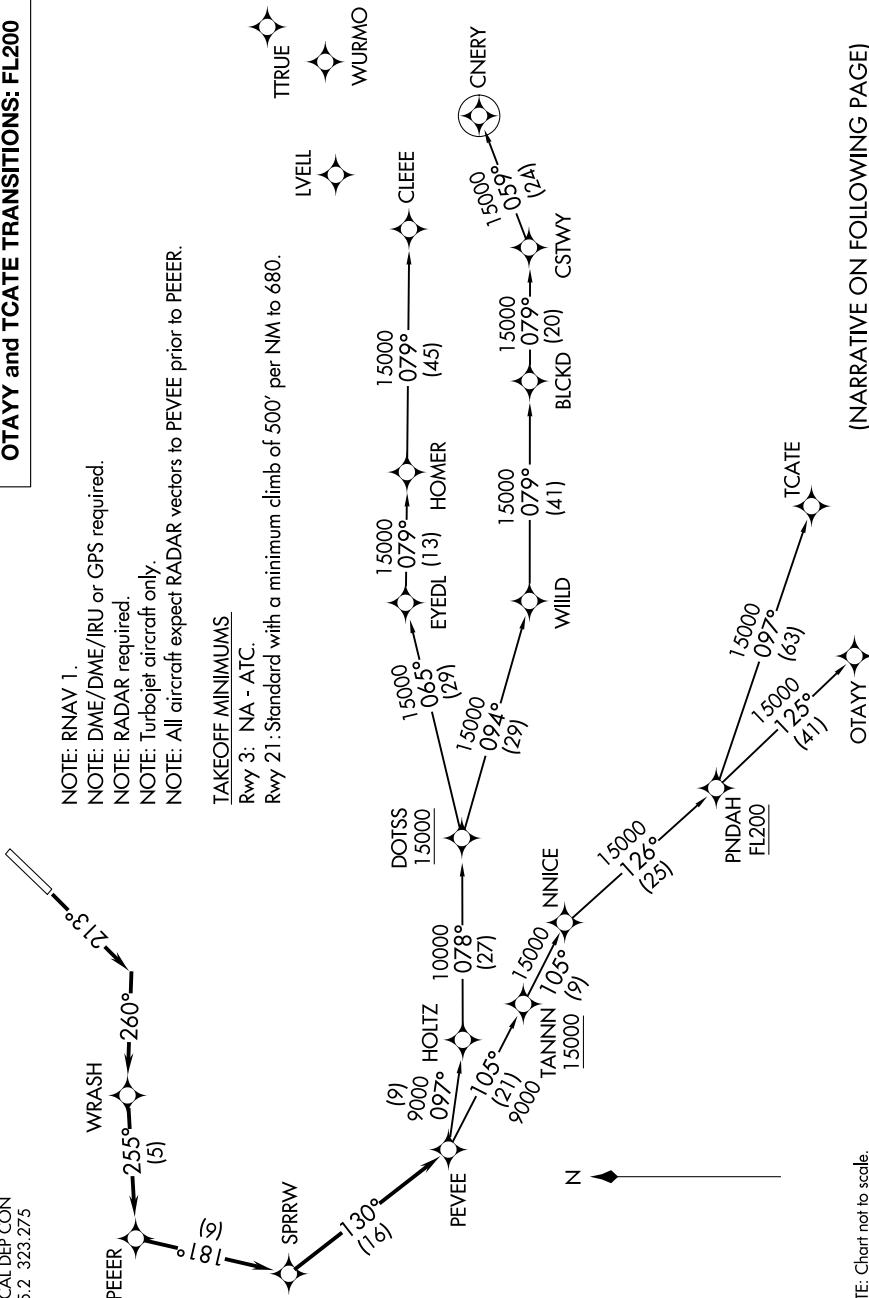 OTAYY and TCATE TRANSITIONS: FL200
CAL DEP CON
5.2 323.275
NOTE: RNAV 1.
NOTE: DME/DME/IRU or GPS required.
NOTE: RADAR required.
NOTE: Turbojet aircraft only.
NOTE: All aircraft expect RADAR vectors to PEVEE prior to PEEER.
TAKEOFF MINIMUMS
Rwy 3: NA - ATC.
Rwy 21: Standard with a minimum climb of 500' per NM to 680.
213°
260°
WRASH
255°
(5)
PEEER
181°
(6)
SPRRW
130°
(16)
PEVEE
(9)
9000
097°
HOLTZ
10000
078°
(27)
DOTSS
15000
15000
065°
(29)
EYEDL
15000
079°
(13)
HOMER
15000
079°
(45)
CLEEE
LVELL
TTRUE
WURMO
15000
094°
(29)
WIILD
15000
079°
(41)
BLCKD
15000
079°
(20)
CSTWY
15000
059°
(24)
CNERY
105°
(21)
9000
TANNN
15000
15000
105°
(9)
NNICE
15000
126°
(25)
PNDAH
FL200
15000
097°
(63)
TCATE
15000
125°
(41)
OTAYY
N
TE: Chart not to scale.
(NARRATIVE ON FOLLOWING PAGE)